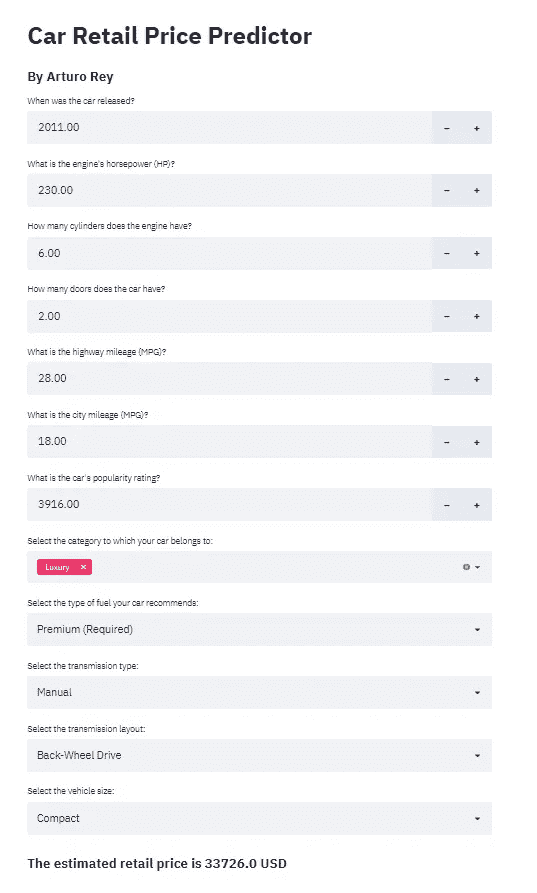 Car Retail Price Predictor
By Arturo Rey
When was the car released?
2011.00
− +
What is the engine's horsepower (HP)?
230.00
− +
How many cylinders does the engine have?
6.00
− +
How many doors does the car have?
2.00
− +
What is the highway mileage (MPG)?
28.00
− +
What is the city mileage (MPG)?
18.00
− +
What is the car's popularity rating?
3916.00
− +
Select the category to which your car belongs to:
Luxury ×
Select the type of fuel your car recommends:
Premium (Required)
Select the transmission type:
Manual
Select the transmission layout:
Back-Wheel Drive
Select the vehicle size:
Compact
The estimated retail price is 33726.0 USD